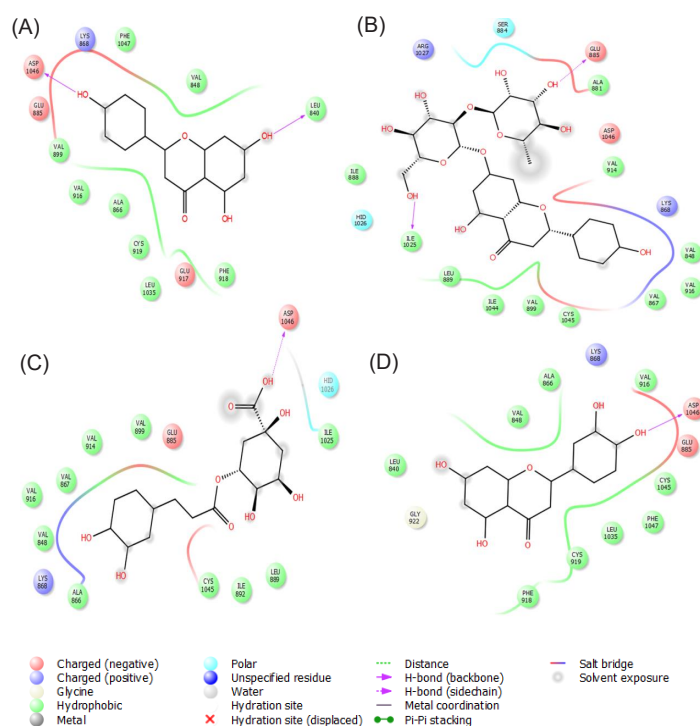 (A)
LYS
868
PHE
1047
ASP
1046
VAL
848
GLU
885
HO
LEU
840
O
OH
VAL
899
VAL
916
ALA
866
O
OH
CYS
919
LEU
1035
GLU
917
PHE
918
(B)
SER
884
ARG
1027
GLU
885
ALA
881
HO
OH
HO
O
OH
OH
ASP
1046
HO
O
O
VAL
914
ILE
888
LYS
868
HID
1026
OH
O
HO
OH
VAL
848
ILE
1025
O
VAL
916
LEU
889
VAL
867
ILE
1044
VAL
899
CYS
1045
(C)
ASP
1046
OH
HID
1026
O
OH
VAL
899
GLU
885
ILE
1025
VAL
914
VAL
867
O
OH
VAL
916
O
OH
OH
HO
VAL
848
HO
LYS
868
ALA
866
CYS
1045
ILE
892
LEU
889
(D)
LYS
868
ALA
866
VAL
916
OH
ASP
1046
VAL
848
OH
GLU
885
LEU
840
HO
O
CYS
1045
GLY
922
PHE
1047
LEU
1035
OH
O
CYS
919
PHE
918
Charged (negative)
Charged (positive)
Glycine
Hydrophobic
Metal
Polar
Unspecified residue
Water
Hydration site
Hydration site (displaced)
Distance
H-bond (backbone)
H-bond (sidechain)
Metal coordination
Pi-Pi stacking
Salt bridge
Solvent exposure